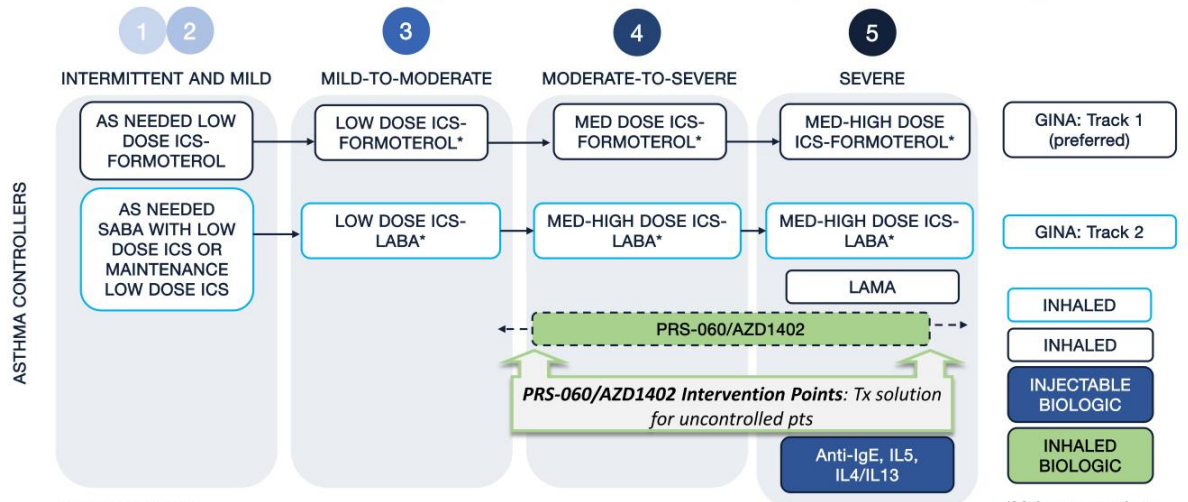 1
2
3
4
5
INTERMITTENT AND MILD
MILD-TO-MODERATE
MODERATE-TO-SEVERE
SEVERE
ASTHMA CONTROLLERS
AS NEEDED LOW
DOSE ICS-
FORMOTEROL
LOW DOSE ICS-
FORMOTEROL*
MED DOSE ICS-
FORMOTEROL*
MED-HIGH DOSE
ICS-FORMOTEROL*
GINA: Track 1
(preferred)
AS NEEDED
SABA WITH LOW
DOSE ICS OR
MAINTENANCE
LOW DOSE ICS
LOW DOSE ICS-
LABA*
MED-HIGH DOSE ICS-
LABA*
MED-HIGH DOSE ICS-
LABA*
GINA: Track 2
LAMA
PRS-060/AZD1402
PRS-060/AZD1402 Intervention Points: Tx solution
for uncontrolled pts
Anti-IgE, IL5,
IL4/IL13
INHALED
INHALED
INJECTABLE
BIOLOGIC
INHALED
BIOLOGIC